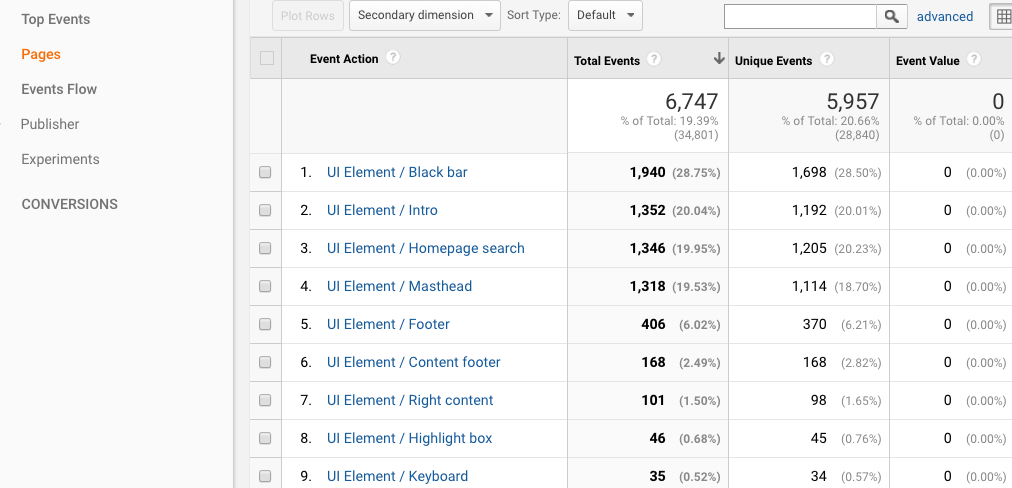 Top Events
Pages
Events Flow
Publisher
Experiments
CONVERSIONS
Plot Rows Secondary dimension Sort Type: Default advanced
Event Action ? Total Events ? Unique Events ? Event Value ?
6,747 5,957 0
% of Total: 19.39% % of Total: 20.66% % of Total: 0.00%
(34,801) (28,840) (0)
1. UI Element / Black bar 1,940 (28.75%) 1,698 (28.50%) 0 (0.00%)
2. UI Element / Intro 1,352 (20.04%) 1,192 (20.01%) 0 (0.00%)
3. UI Element / Homepage search 1,346 (19.95%) 1,205 (20.23%) 0 (0.00%)
4. UI Element / Masthead 1,318 (19.53%) 1,114 (18.70%) 0 (0.00%)
5. UI Element / Footer 406 (6.02%) 370 (6.21%) 0 (0.00%)
6. UI Element / Content footer 168 (2.49%) 168 (2.82%) 0 (0.00%)
7. UI Element / Right content 101 (1.50%) 98 (1.65%) 0 (0.00%)
8. UI Element / Highlight box 46 (0.68%) 45 (0.76%) 0 (0.00%)
9. UI Element / Keyboard 35 (0.52%) 34 (0.57%) 0 (0.00%)